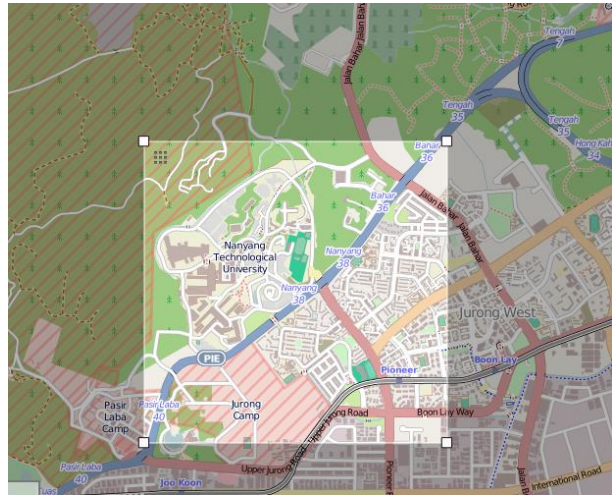 Jalan Bahar Jalan Bahar
Tengah
7
Tengah
35
Tengah
35
Hong Kah
34
Bahar
36
Jalan Bahar
Jalan Bahar
Bahar
36
Nanyang
Technological
University
Nanyang
38
Nanyang
38
Jurong West
PIE
Pioneer
Boon Lay
Pasir
Laba
Camp
Pasir Laba
40
Jurong
Camp
Boon Lay Way
Upper Jurong Road
Upper Jurong Road
Pasir Laba
40
Joo Koon
Pioneer R
International Road
Tuas